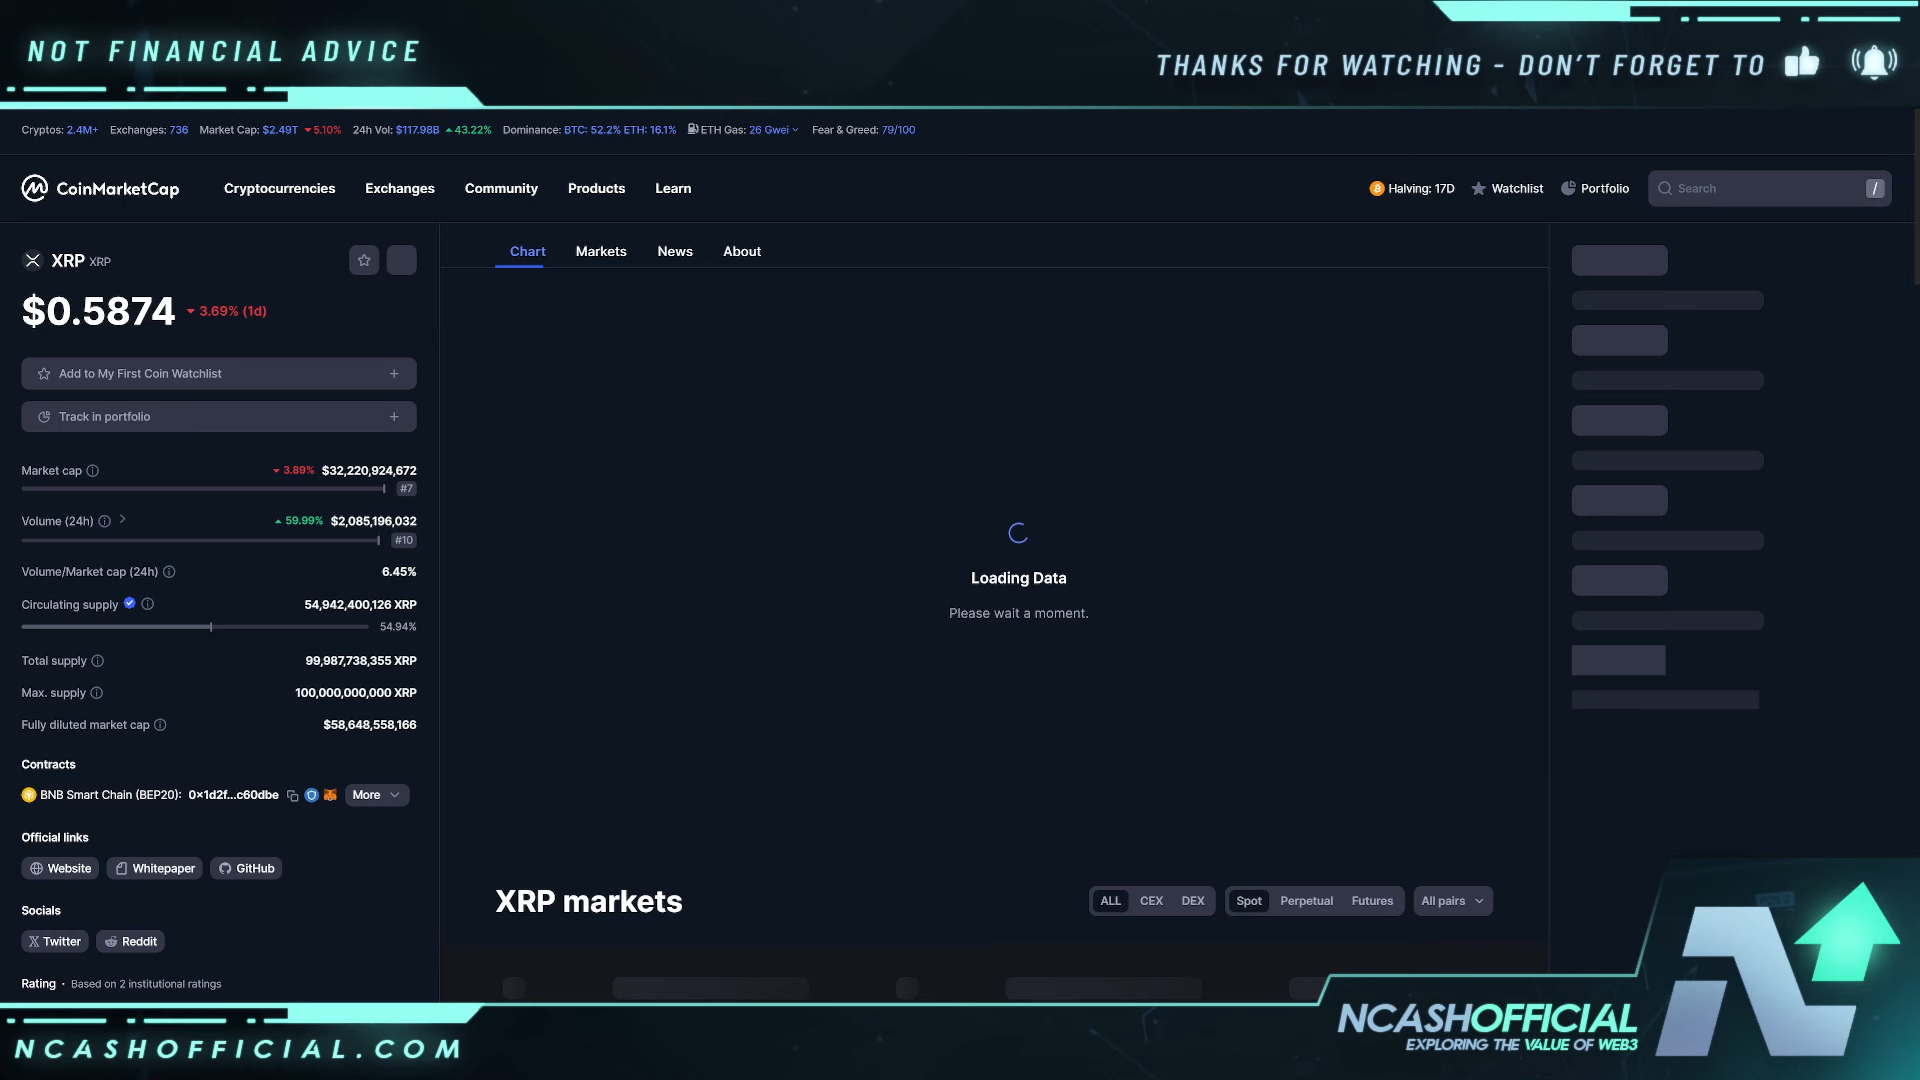 NOT FINANCIAL ADVICE
THANKS FOR WATCHING - DON'T FORGET TO
Cryptos: 2.4M+ Exchanges: 736 Market Cap: $2.49T 5.10% 24h Vol: $117.98B 43.22% Dominance: BTC: 52.2% ETH: 16.1% ETH Gas: 26 Gwei Fear & Greed: 79/100
CoinMarketCap Cryptocurrencies Exchanges Community Products Learn Halving: 17D Watchlist Portfolio Search /
XRP XRP
Chart Markets News About
$0.5874 3.69% (1d)
Add to My First Coin Watchlist +
Track in portfolio +
Market cap 3.89% $32,220,924,672
#7
Volume (24h) 59.99% $2,085,196,032
#10
Volume/Market cap (24h) 6.45%
Circulating supply 54,942,400,126 XRP
54.94%
Total supply 99,987,738,355 XRP
Max. supply 100,000,000,000 XRP
Fully diluted market cap $58,648,558,166
Contracts
BNB Smart Chain (BEP20): 0x1d2f...c60dbe More
Official links
Website Whitepaper GitHub
Socials
Twitter Reddit
Rating · Based on 2 institutional ratings
Loading Data
Please wait a moment.
XRP markets ALL CEX DEX Spot Perpetual Futures All pairs
NCASHOFFICIAL.COM
NCASHOFFICIAL
EXPLORING THE VALUE OF WEB3